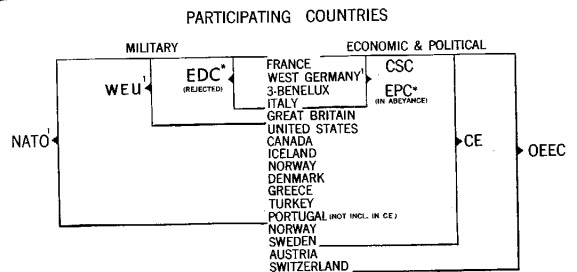 PARTICIPATING COUNTRIES
MILITARY
ECONOMIC & POLITICAL
FRANCE
WEST GERMANY¹
3-BENELUX
ITALY
GREAT BRITAIN
UNITED STATES
CANADA
ICELAND
NORWAY
DENMARK
GREECE
TURKEY
PORTUGAL (NOT INCL. IN CE)
NORWAY
SWEDEN
AUSTRIA
SWITZERLAND
NATO¹
WEU¹
EDC*
(REJECTED)
CSC
EPC*
(IN ABEYANCE)
CE
OEEC